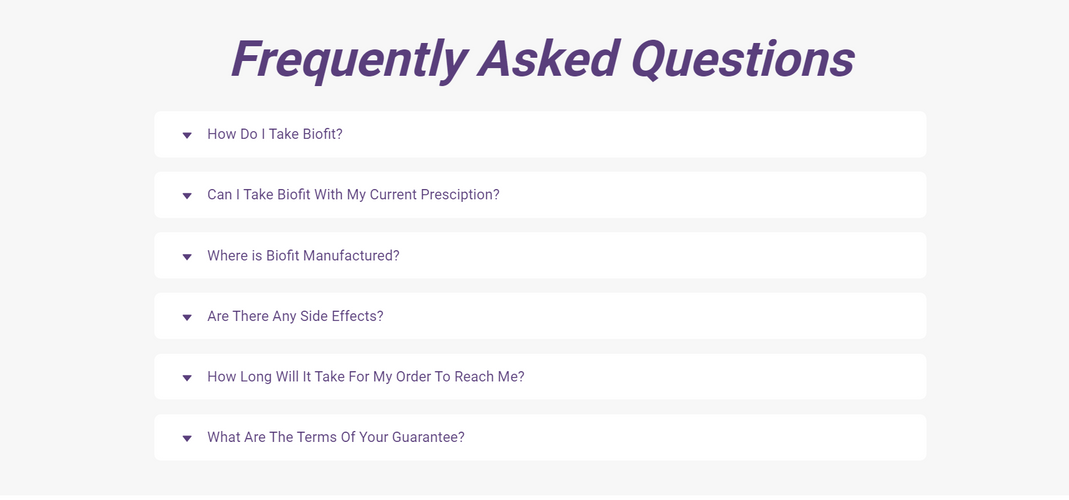 Frequently Asked Questions
How Do I Take Biofit?
Can I Take Biofit With My Current Presciption?
Where is Biofit Manufactured?
Are There Any Side Effects?
How Long Will It Take For My Order To Reach Me?
What Are The Terms Of Your Guarantee?